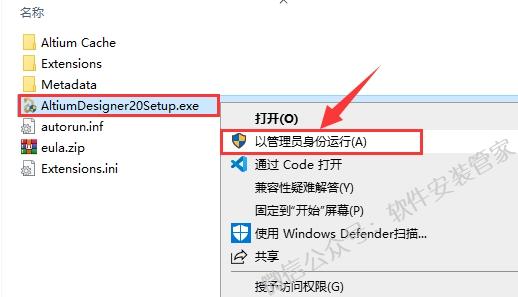 名称
Altium Cache
Extensions
Metadata
AltiumDesigner20Setup.exe
autorun.inf
eula.zip
Extensions.ini
打开(O)
以管理员身份运行(A)
通过 Code 打开
兼容性疑难解答(Y)
固定到"开始"屏幕(P)
使用 Windows Defender扫描...
共享
授予访问权限(G)
微信公众号：软件安装管家